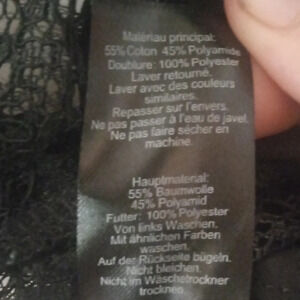 Matériau principal:
55% Coton 45% Polyamide
Doublure: 100% Polyester
Laver retourné.
Laver avec des couleurs
similaires.
Repasser sur l'envers.
Ne pas passer à l'eau de javel.
Ne pas faire sécher en
machine.
Hauptmaterial:
55% Baumwolle
45% Polyamid
Futter: 100% Polyester
Von links Waschen.
Mit ähnlichen Farben
waschen.
Auf der Rückseite bügeln.
Nicht bleichen.
Nicht im Wäschetrockner
trocknen.